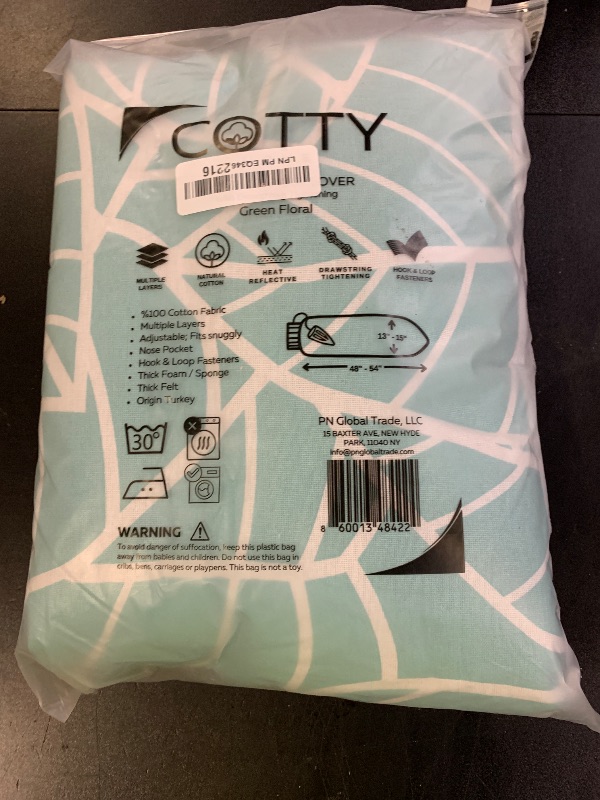 COTTY
LPN PM EQ3462216
OVER
Green Floral
MULTIPLE LAYERS
NATURAL COTTON
HEAT REFLECTIVE
DRAWSTRING TIGHTENING
HOOK & LOOP FASTENERS
• %100 Cotton Fabric
• Multiple Layers
• Adjustable; Fits snuggly
• Nose Pocket
• Hook & Loop Fasteners
• Thick Foam / Sponge
• Thick Felt
• Origin Turkey
13" - 15"
48" - 54"
30°
PN Global Trade, LLC
15 BAXTER AVE, NEW HYDE
PARK, 11040 NY
info@pnglobaltrade.com
8 60013 48422
WARNING
To avoid danger of suffocation, keep this plastic bag
away from babies and children. Do not use this bag in
cribs, bens, carriages or playpens. This bag is not a toy.